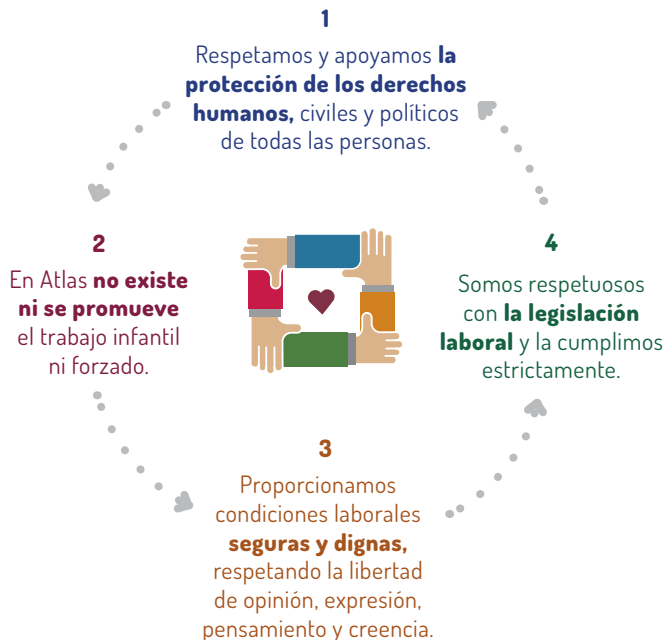 1
Respetamos y apoyamos la
protección de los derechos
humanos, civiles y políticos
de todas las personas.
2
En Atlas no existe
ni se promueve
el trabajo infantil
ni forzado.
3
Proporcionamos
condiciones laborales
seguras y dignas,
respetando la libertad
de opinión, expresión,
pensamiento y creencia.
4
Somos respetuosos
con la legislación
laboral y la cumplimos
estrictamente.